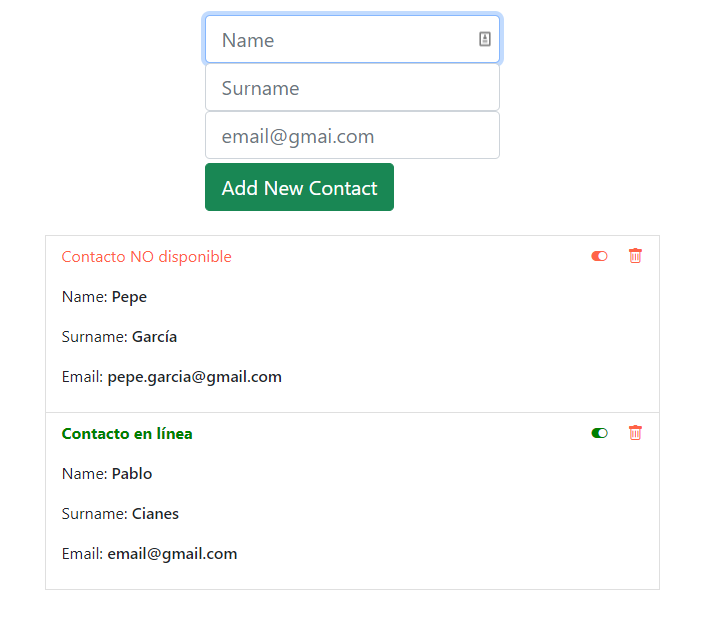 Name
Surname
email@gmai.com
Add New Contact
Contacto NO disponible
Name: Pepe
Surname: García
Email: pepe.garcia@gmail.com
Contacto en línea
Name: Pablo
Surname: Cianes
Email: email@gmail.com